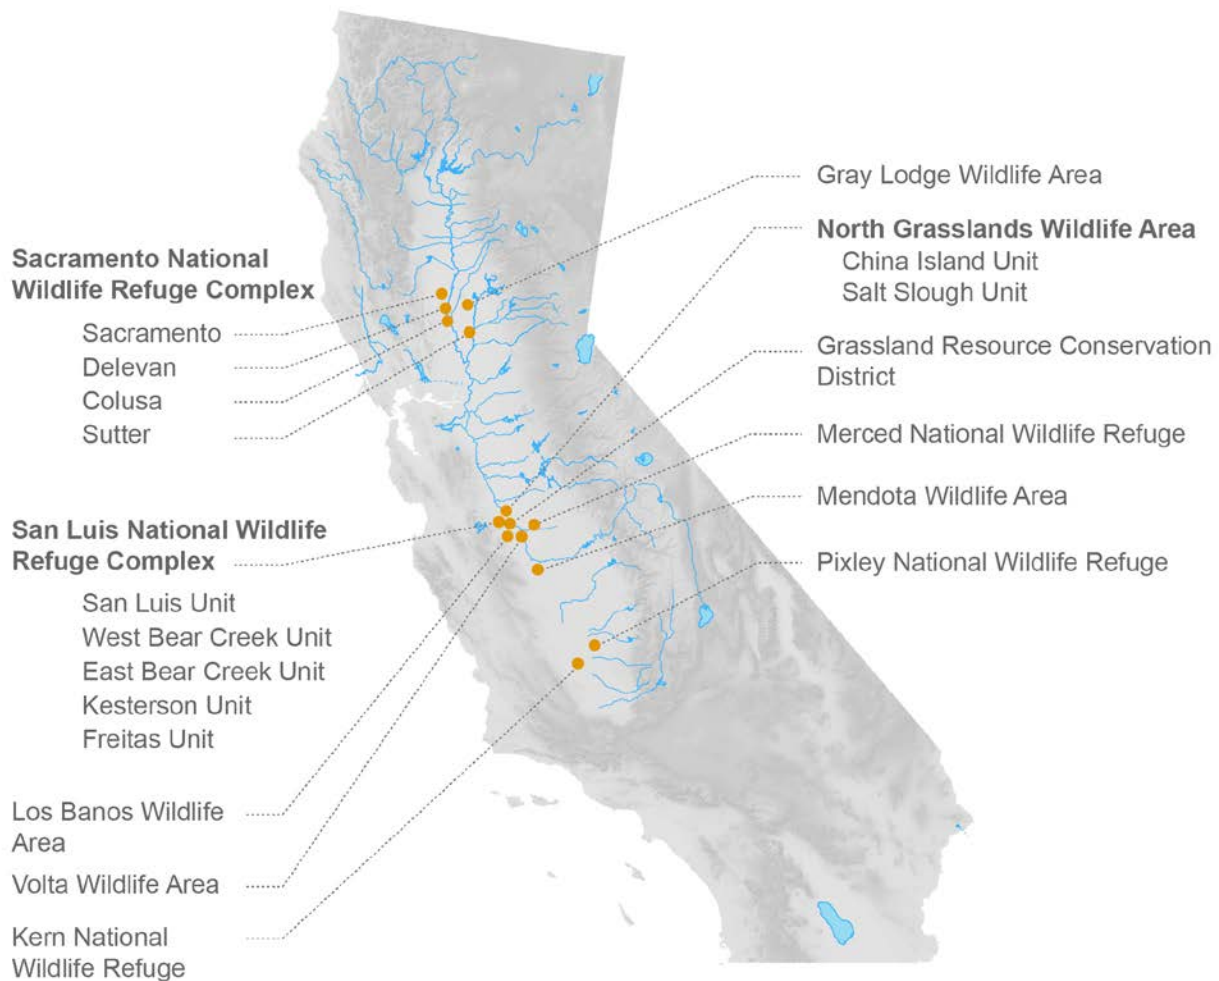 Sacramento National
Wildlife Refuge Complex
Sacramento
Delevan
Colusa
Sutter
San Luis National Wildlife
Refuge Complex
San Luis Unit
West Bear Creek Unit
East Bear Creek Unit
Kesterson Unit
Freitas Unit
Los Banos Wildlife
Area
Volta Wildlife Area
Kern National
Wildlife Refuge
Gray Lodge Wildlife Area
North Grasslands Wildlife Area
China Island Unit
Salt Slough Unit
Grassland Resource Conservation
District
Merced National Wildlife Refuge
Mendota Wildlife Area
Pixley National Wildlife Refuge